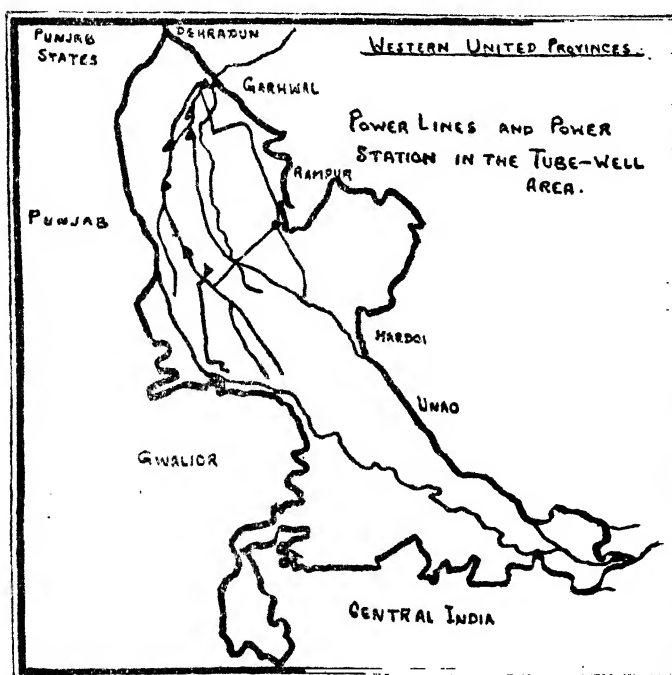 PUNJAB
STATES
DEHRADUN
WESTERN UNITED PROVINCES.
GARHWAL
POWER LINES AND POWER
STATION IN THE TUBE-WELL
AREA.
RAMPUR
PUNJAB
HARDOI
UNAO
GWALIOR
CENTRAL INDIA